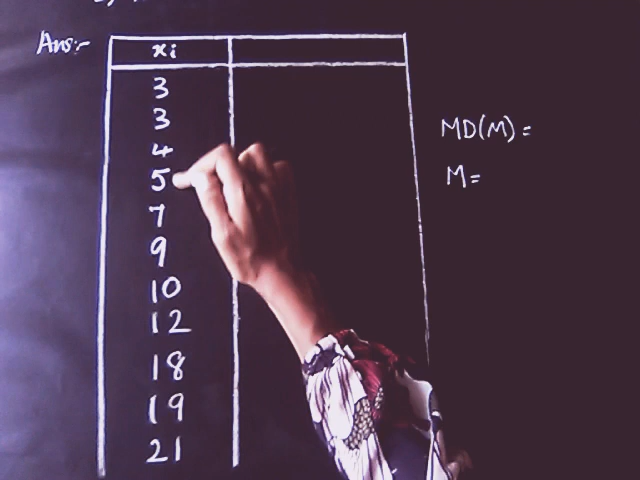 Ans:-
xi
3
3
4
5
7
9
10
12
18
19
21
MD(M) =
M =